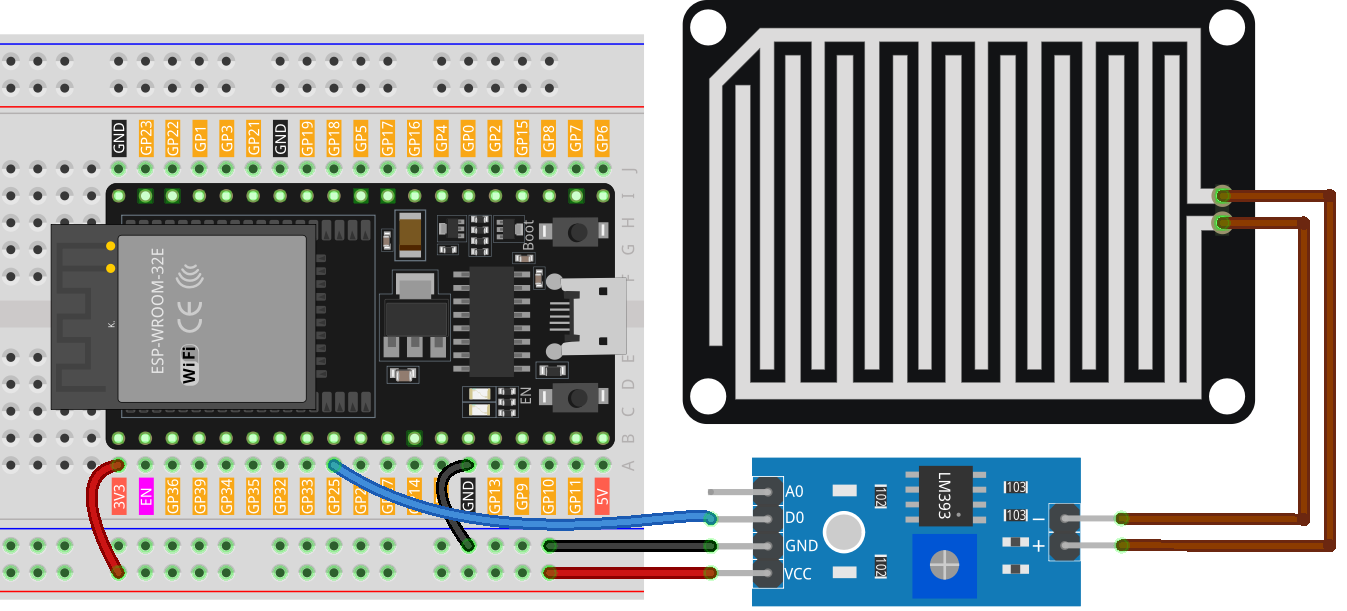 GND
GP23
GP22
GP1
GP3
GP21
GND
GP19
GP18
GP5
GP17
GP16
GP4
GP0
GP2
GP15
GP8
GP7
GP6
J
I
H
G
F
E
D
C
B
A
ESP-WROOM-32E
CE
WiFi
K.
Boot
EN
3V3
EN
GP36
GP39
GP34
GP35
GP32
GP33
GP25
GND
GP13
GP9
GP10
GP11
5V
A0
D0
GND
VCC
102
102
LM393
103
103
−
+